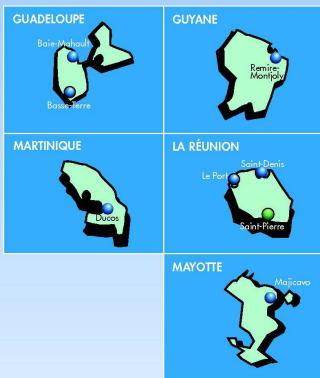 GUADELOUPE
Baie-Mahault
Basse-Terre
GUYANE
Remire-
Montjoly
MARTINIQUE
Ducos
LA RÉUNION
Saint-Denis
Le Port
Saint-Pierre
MAYOTTE
Majicavo